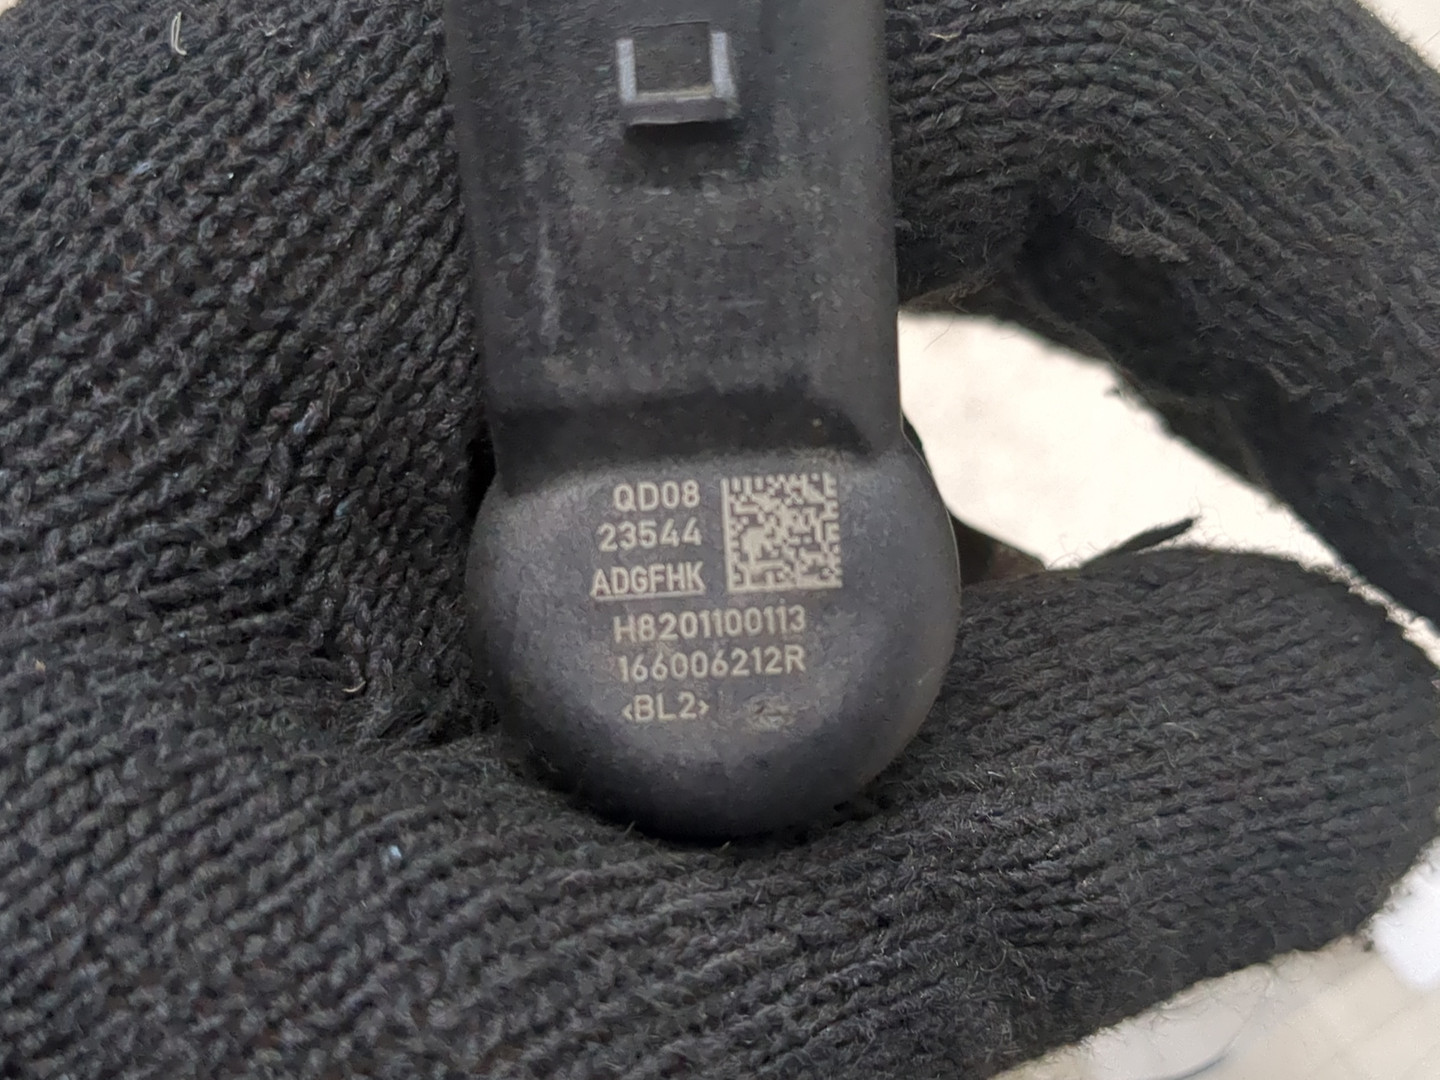 QD08
23544
ADGFHK
H8201100113
166006212R
‹BL2›